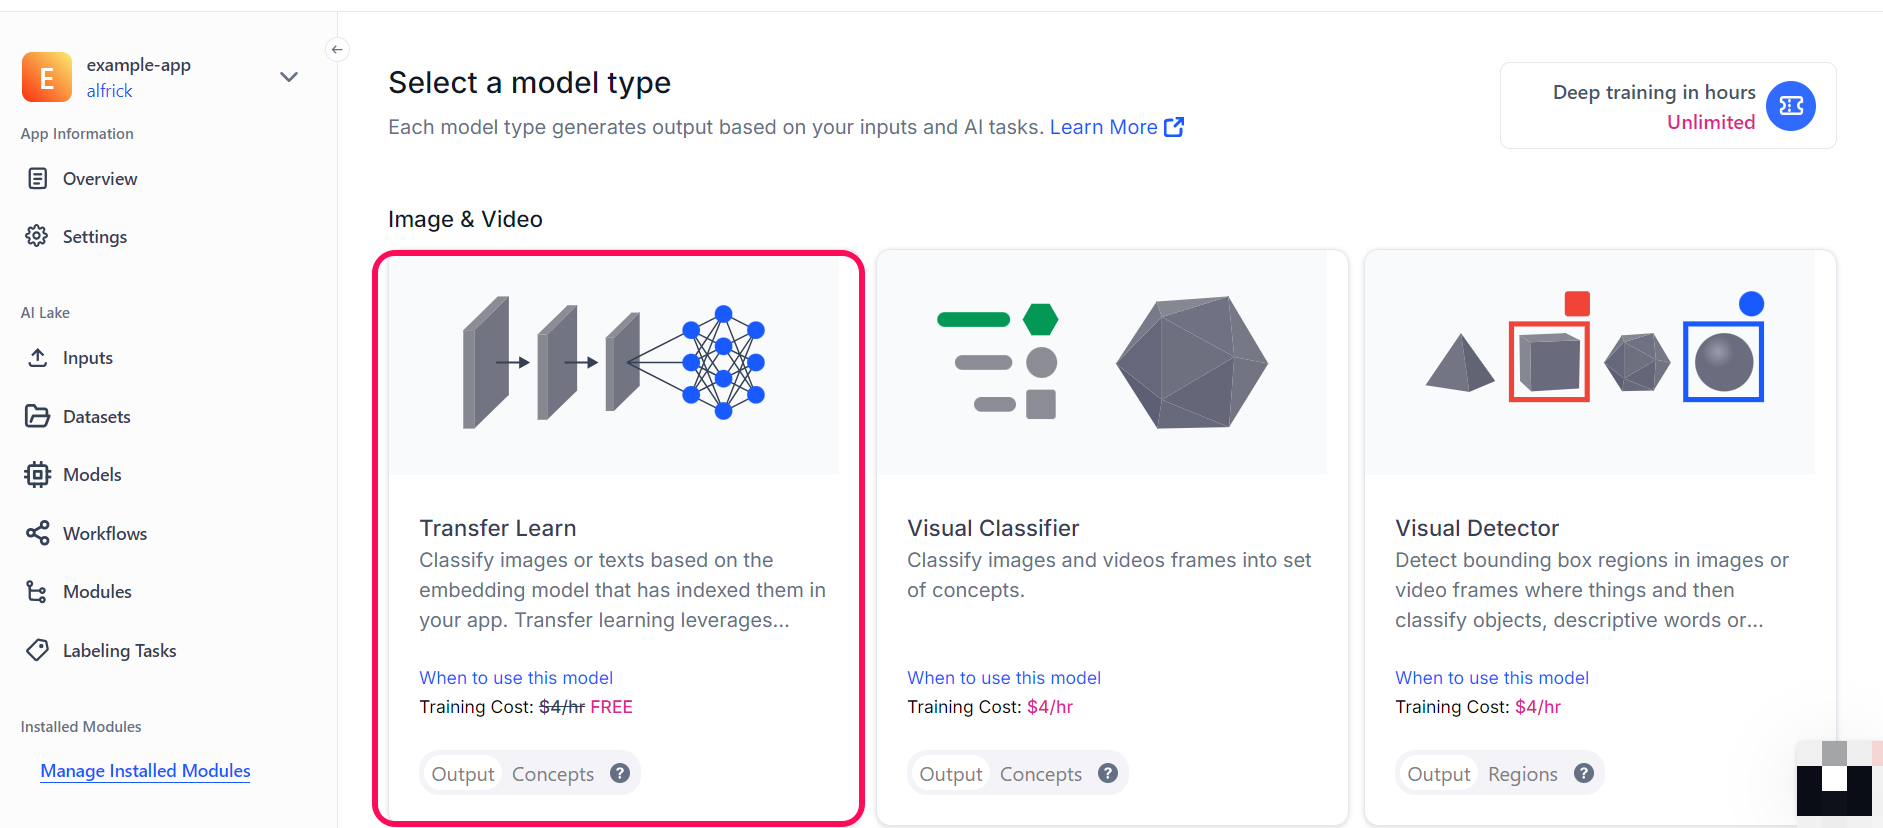 E
example-app
alfrick
App Information
Overview
Settings
AI Lake
Inputs
Datasets
Models
Workflows
Modules
Labeling Tasks
Installed Modules
Manage Installed Modules
Select a model type
Each model type generates output based on your inputs and AI tasks. Learn More
Deep training in hours
Unlimited
Image & Video
Transfer Learn
Classify images or texts based on the
embedding model that has indexed them in
your app. Transfer learning leverages...
When to use this model
Training Cost: $4/hr FREE
Output Concepts ?
Visual Classifier
Classify images and videos frames into set
of concepts.
When to use this model
Training Cost: $4/hr
Output Concepts ?
Visual Detector
Detect bounding box regions in images or
video frames where things and then
classify objects, descriptive words or...
When to use this model
Training Cost: $4/hr
Output Regions ?